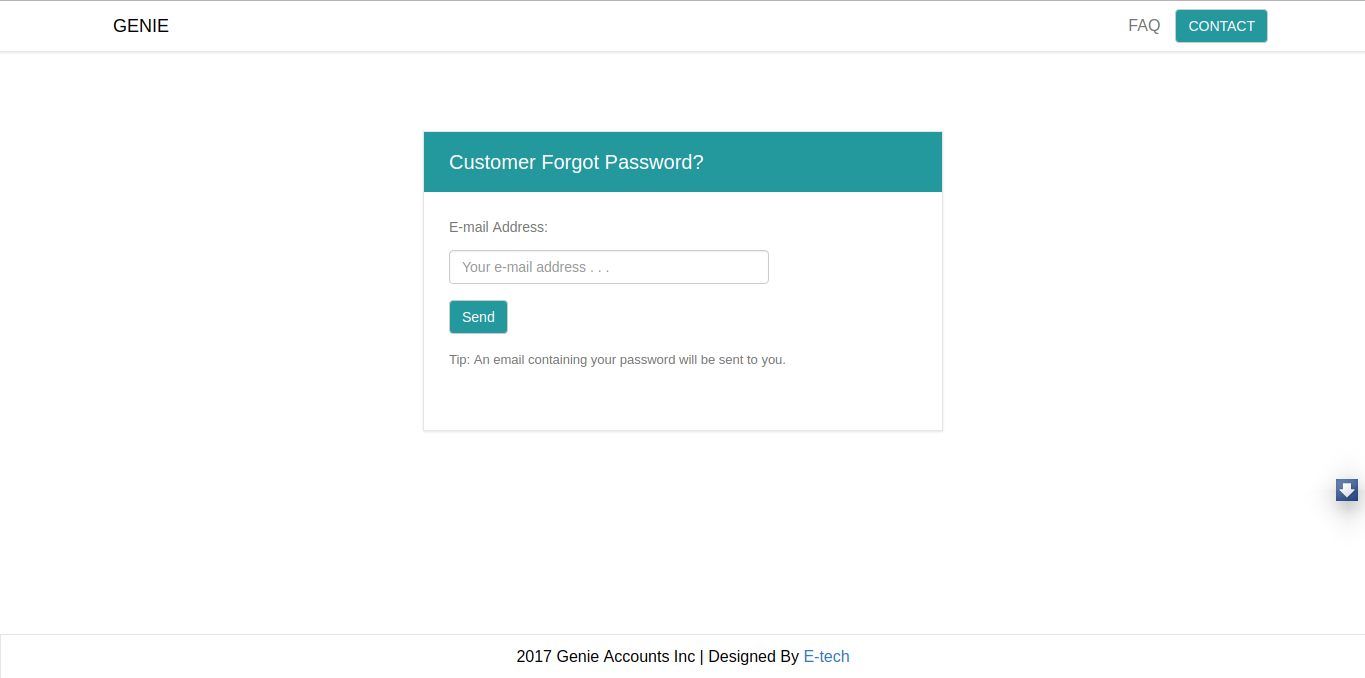 GENIE
FAQ
CONTACT
Customer Forgot Password?
E-mail Address:
Your e-mail address . . .
Send
Tip: An email containing your password will be sent to you.
2017 Genie Accounts Inc | Designed By E-tech